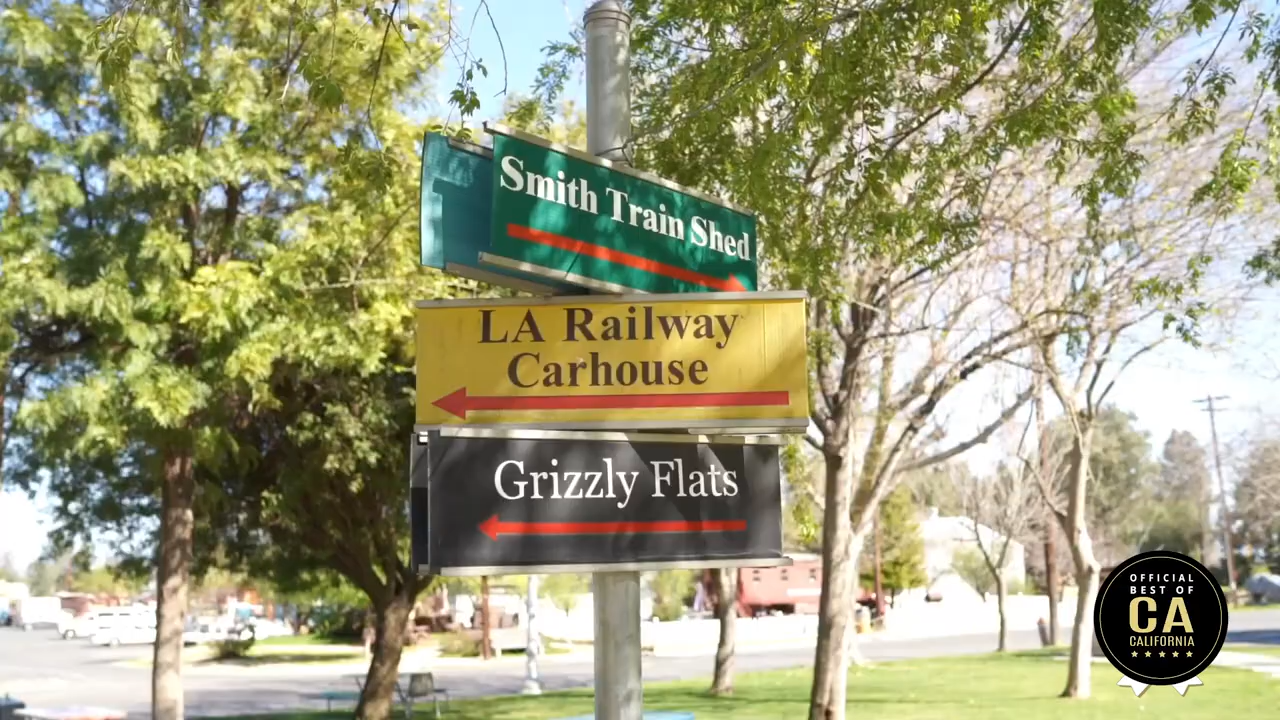 Smith Train Shed
LA Railway
Carhouse
Grizzly Flats
OFFICIAL
BEST OF
CA
CALIFORNIA